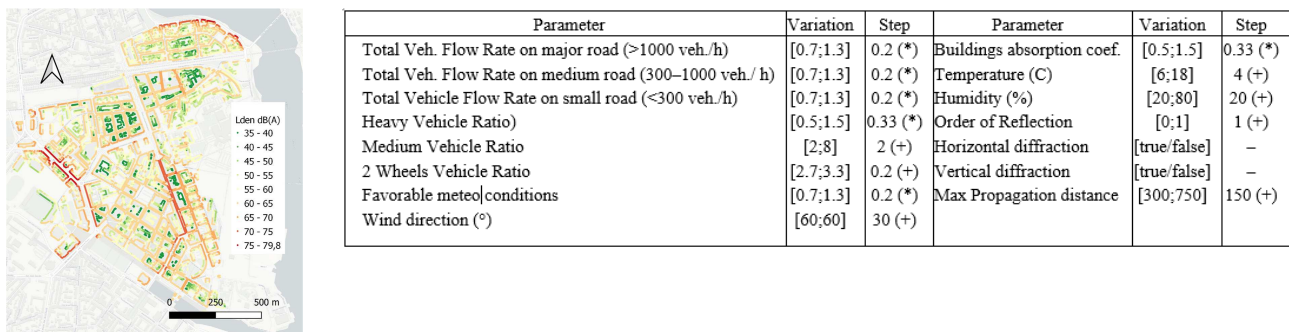 Lden dB(A)
35 - 40
40 - 45
45 - 50
50 - 55
55 - 60
60 - 65
65 - 70
70 - 75
75 - 79,8
0 250 500 m
Parameter Variation Step Parameter Variation Step
Total Veh. Flow Rate on major road (>1000 veh./h) [0.7;1.3] 0.2 (*) Buildings absorption coef. [0.5;1.5] 0.33 (*)
Total Veh. Flow Rate on medium road (300–1000 veh./ h) [0.7;1.3] 0.2 (*) Temperature (C) [6;18] 4 (+)
Total Vehicle Flow Rate on small road (<300 veh./h) [0.7;1.3] 0.2 (*) Humidity (%) [20;80] 20 (+)
Heavy Vehicle Ratio) [0.5;1.5] 0.33 (*) Order of Reflection [0;1] 1 (+)
Medium Vehicle Ratio [2;8] 2 (+) Horizontal diffraction [true/false] –
2 Wheels Vehicle Ratio [2.7;3.3] 0.2 (+) Vertical diffraction [true/false] –
Favorable meteo conditions [0.7;1.3] 0.2 (*) Max Propagation distance [300;750] 150 (+)
Wind direction (°) [60;60] 30 (+)